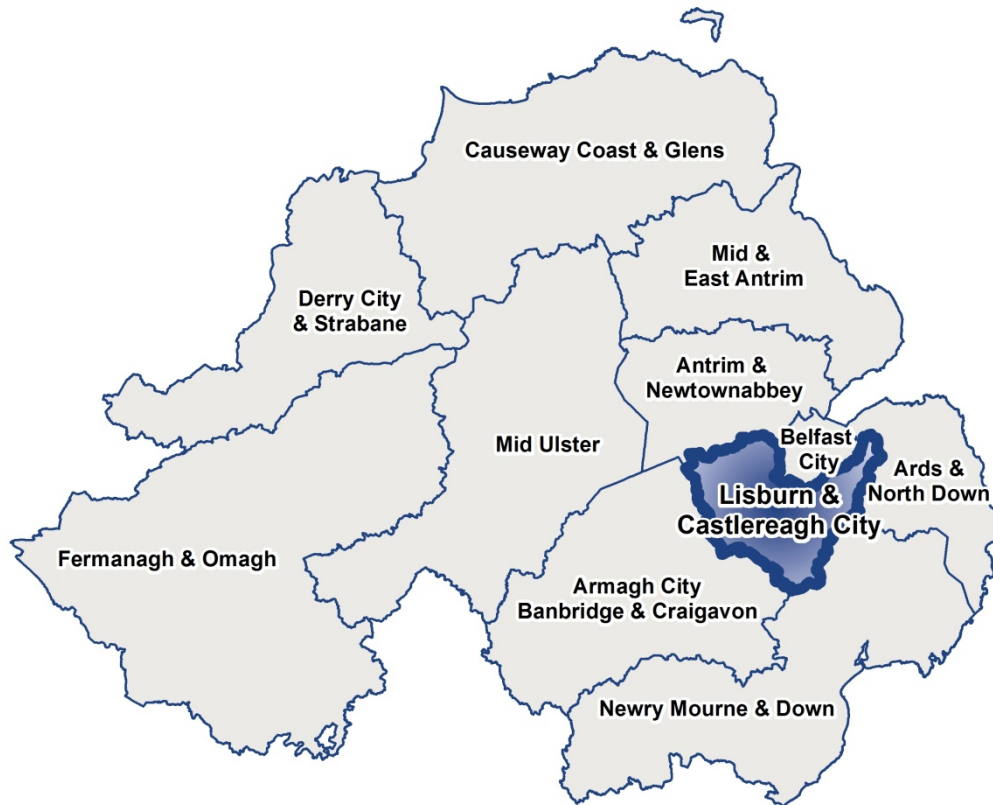 Causeway Coast & Glens
Mid &
East Antrim
Derry City
& Strabane
Antrim &
Newtownabbey
Mid Ulster
Belfast
City
Ards &
North Down
Lisburn &
Castlereagh City
Fermanagh & Omagh
Armagh City
Banbridge & Craigavon
Newry Mourne & Down